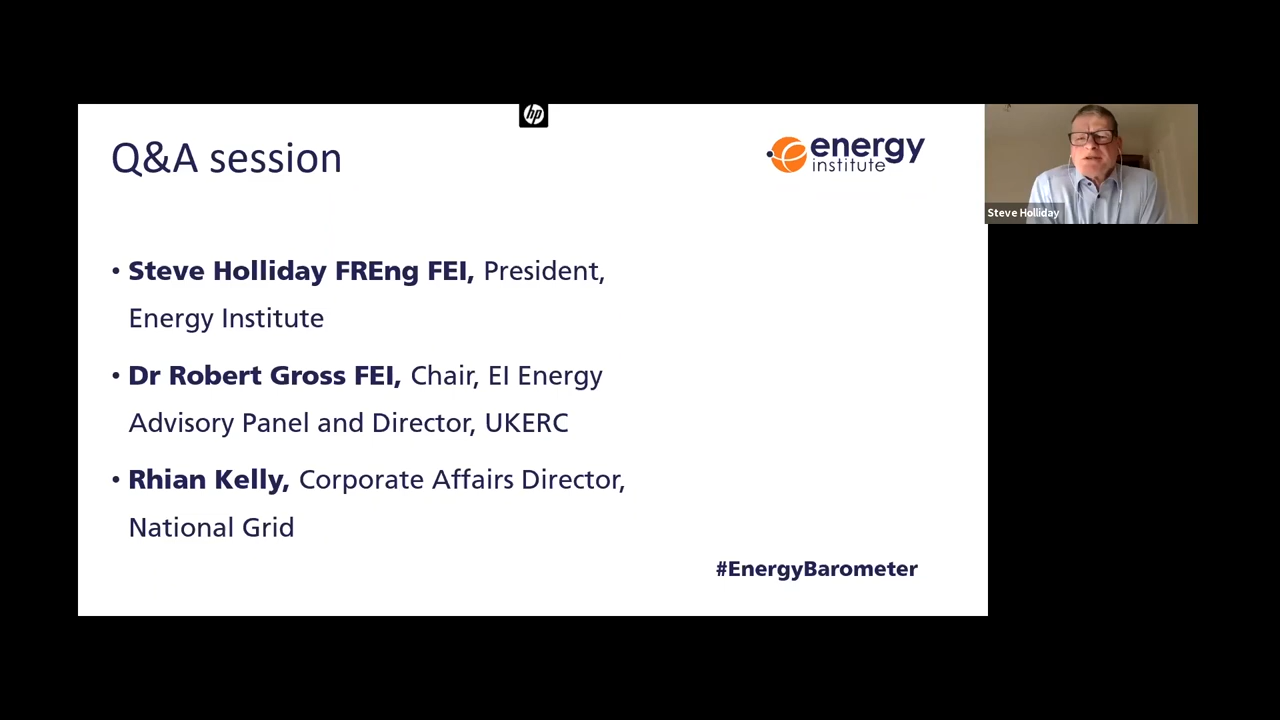 hp
Q&A session
energy
institute
Steve Holliday
• Steve Holliday FREng FEI, President,
Energy Institute
• Dr Robert Gross FEI, Chair, EI Energy
Advisory Panel and Director, UKERC
• Rhian Kelly, Corporate Affairs Director,
National Grid
#EnergyBarometer